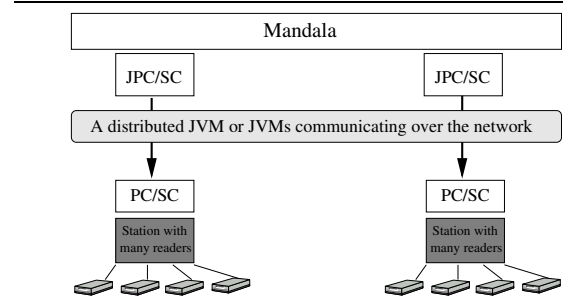 Mandala
JPC/SC JPC/SC
A distributed JVM or JVMs communicating over the network
PC/SC PC/SC
Station with Station with
many readers many readers